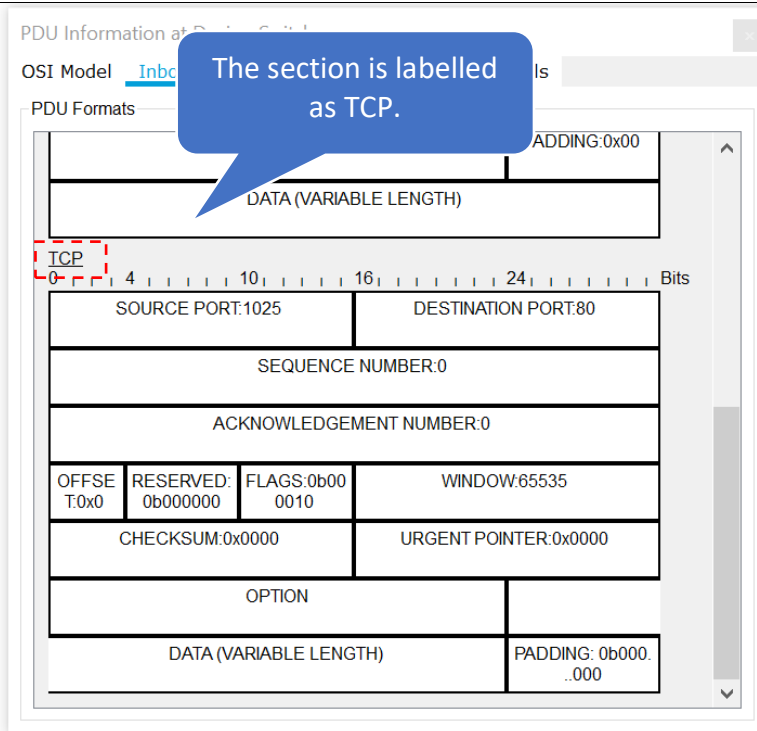 PDU Information at
OSI Model
ls
The section is labelled
as TCP.
PDU Formats
ADDING:0x00
DATA (VARIABLE LENGTH)
TCP
0 4 10 16 24 Bits
SOURCE PORT:1025 DESTINATION PORT:80
SEQUENCE NUMBER:0
ACKNOWLEDGEMENT NUMBER:0
OFFSE RESERVED: FLAGS:0b00 WINDOW:65535
T:0x0 0b000000 0010
CHECKSUM:0x0000 URGENT POINTER:0x0000
OPTION
DATA (VARIABLE LENGTH) PADDING: 0b000.
..000